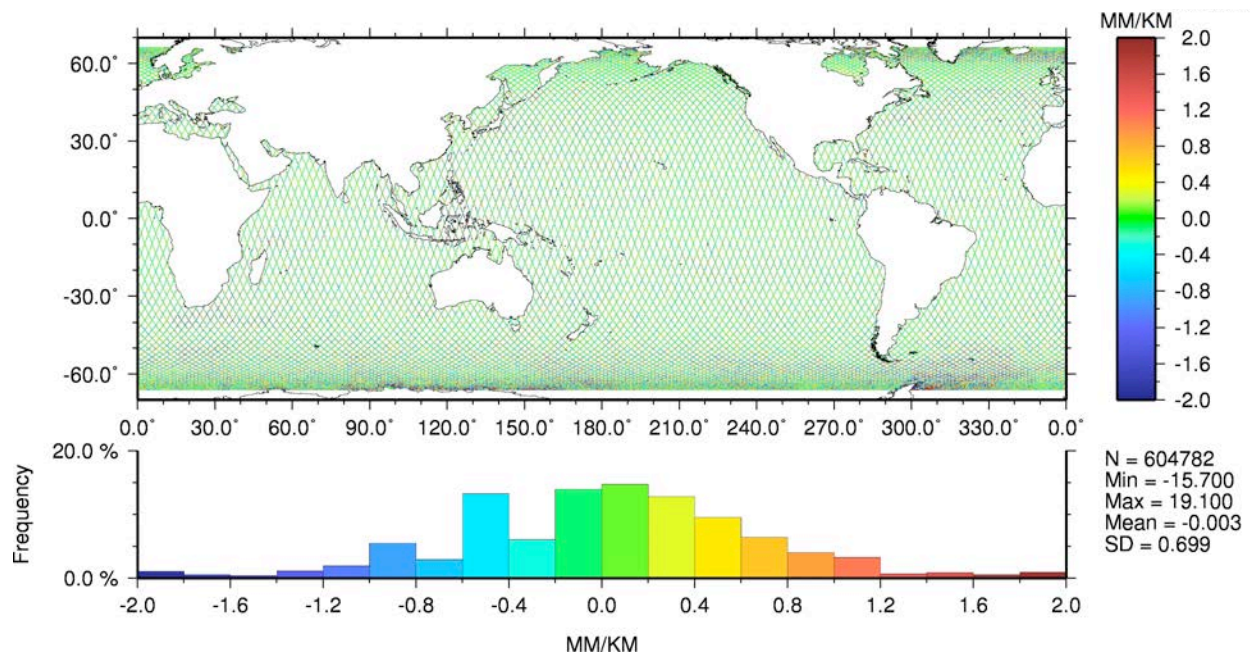 MM/KM
2.0
1.6
1.2
0.8
0.4
0.0
-0.4
-0.8
-1.2
-1.6
-2.0
60.0°
30.0°
0.0°
-30.0°
-60.0°
0.0° 30.0° 60.0° 90.0° 120.0° 150.0° 180.0° 210.0° 240.0° 270.0° 300.0° 330.0° 0.0°
20.0 %
0.0 %
Frequency
-2.0 -1.6 -1.2 -0.8 -0.4 0.0 0.4 0.8 1.2 1.6 2.0
MM/KM
N = 604782
Min = -15.700
Max = 19.100
Mean = -0.003
SD = 0.699